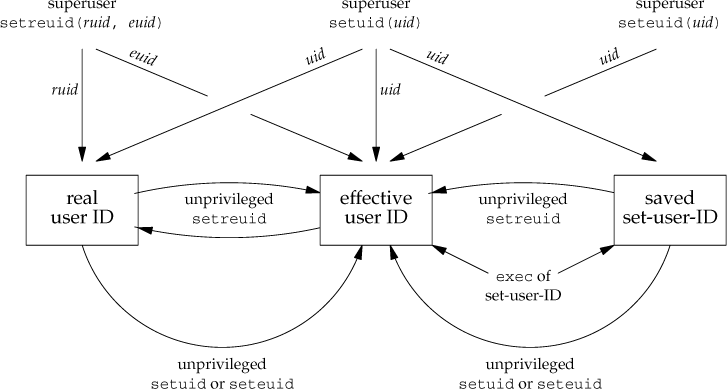 superuser
setreuid(ruid, euid)
superuser
setuid(uid)
superuser
seteuid(uid)
ruid
euid
uid
uid
uid
uid
real
user ID
unprivileged
setreuid
effective
user ID
unprivileged
setreuid
saved
set-user-ID
exec of
set-user-ID
unprivileged
setuid or seteuid
unprivileged
setuid or seteuid